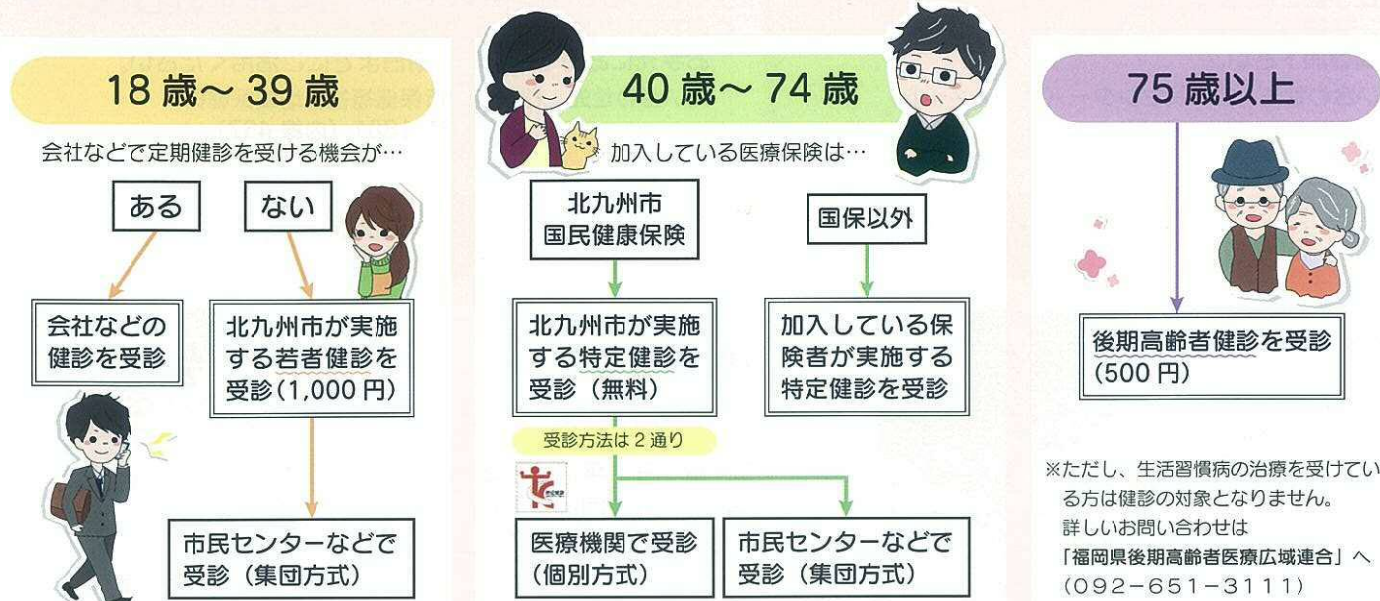 18歳～39歳
会社などで定期健診を受ける機会が…
ある
ない
会社などの
健診を受診
北九州市が実施
する若者健診を
受診(1,000円)
市民センターなどで
受診（集団方式）
40歳～74歳
加入している医療保険は…
北九州市
国民健康保険
国保以外
北九州市が実施
する特定健診を
受診（無料）
加入している保
険者が実施する
特定健診を受診
受診方法は2通り
医療機関で受診
(個別方式)
市民センターなどで
受診（集団方式）
75歳以上
後期高齢者健診を受診
(500円)
※ただし、生活習慣病の治療を受けてい
る方は健診の対象となりません。
詳しいお問い合わせは
「福岡県後期高齢者医療広域連合」へ
(092-651-3111)